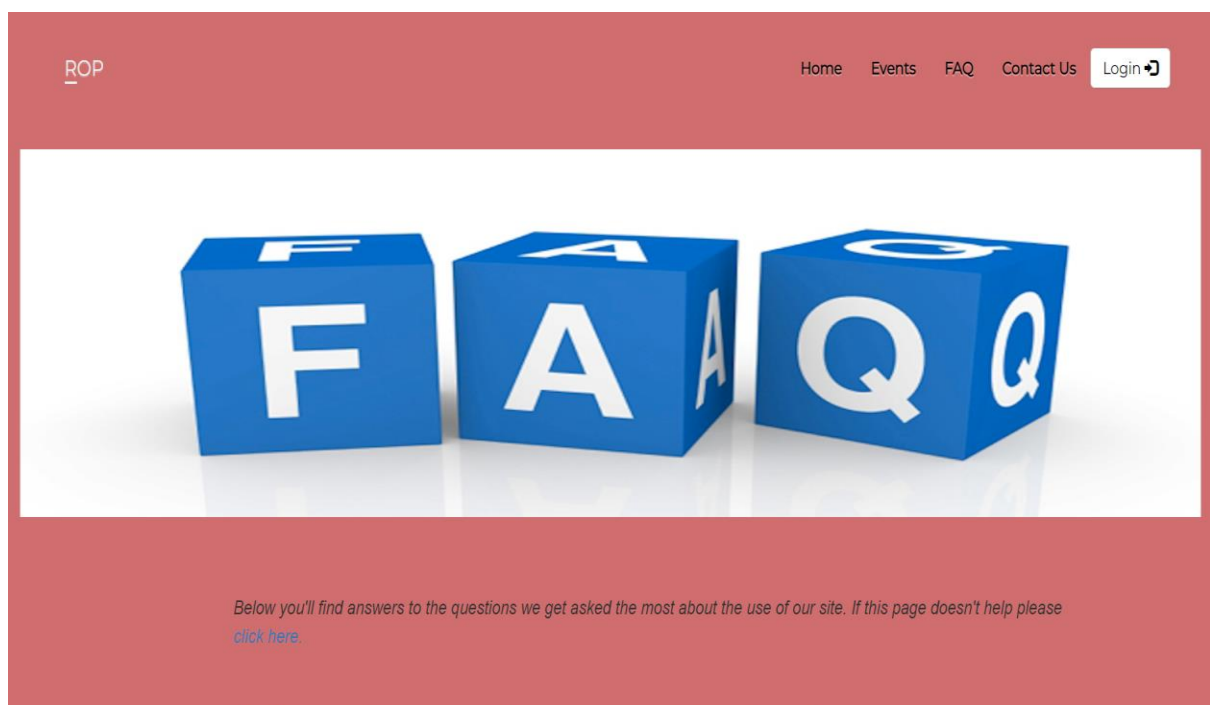 ROP
Home Events FAQ Contact Us Login
F A Q
F A A Q Q
Below you'll find answers to the questions we get asked the most about the use of our site. If this page doesn't help please
click here.